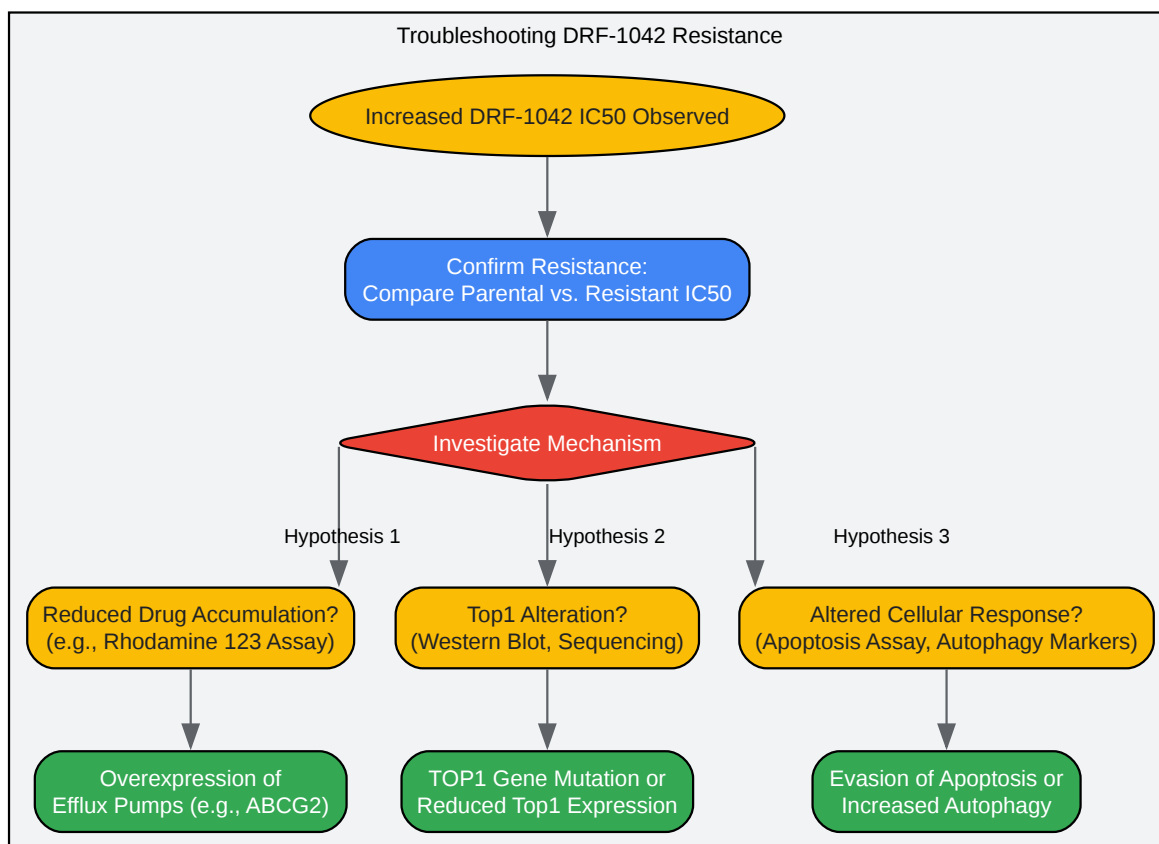 Troubleshooting DRF-1042 Resistance
Increased DRF-1042 IC50 Observed
Confirm Resistance:
Compare Parental vs. Resistant IC50
Investigate Mechanism
Hypothesis 1
Hypothesis 2
Hypothesis 3
Reduced Drug Accumulation?
(e.g., Rhodamine 123 Assay)
Top1 Alteration?
(Western Blot, Sequencing)
Altered Cellular Response?
(Apoptosis Assay, Autophagy Markers)
Overexpression of
Efflux Pumps (e.g., ABCG2)
TOP1 Gene Mutation or
Reduced Top1 Expression
Evasion of Apoptosis or
Increased Autophagy